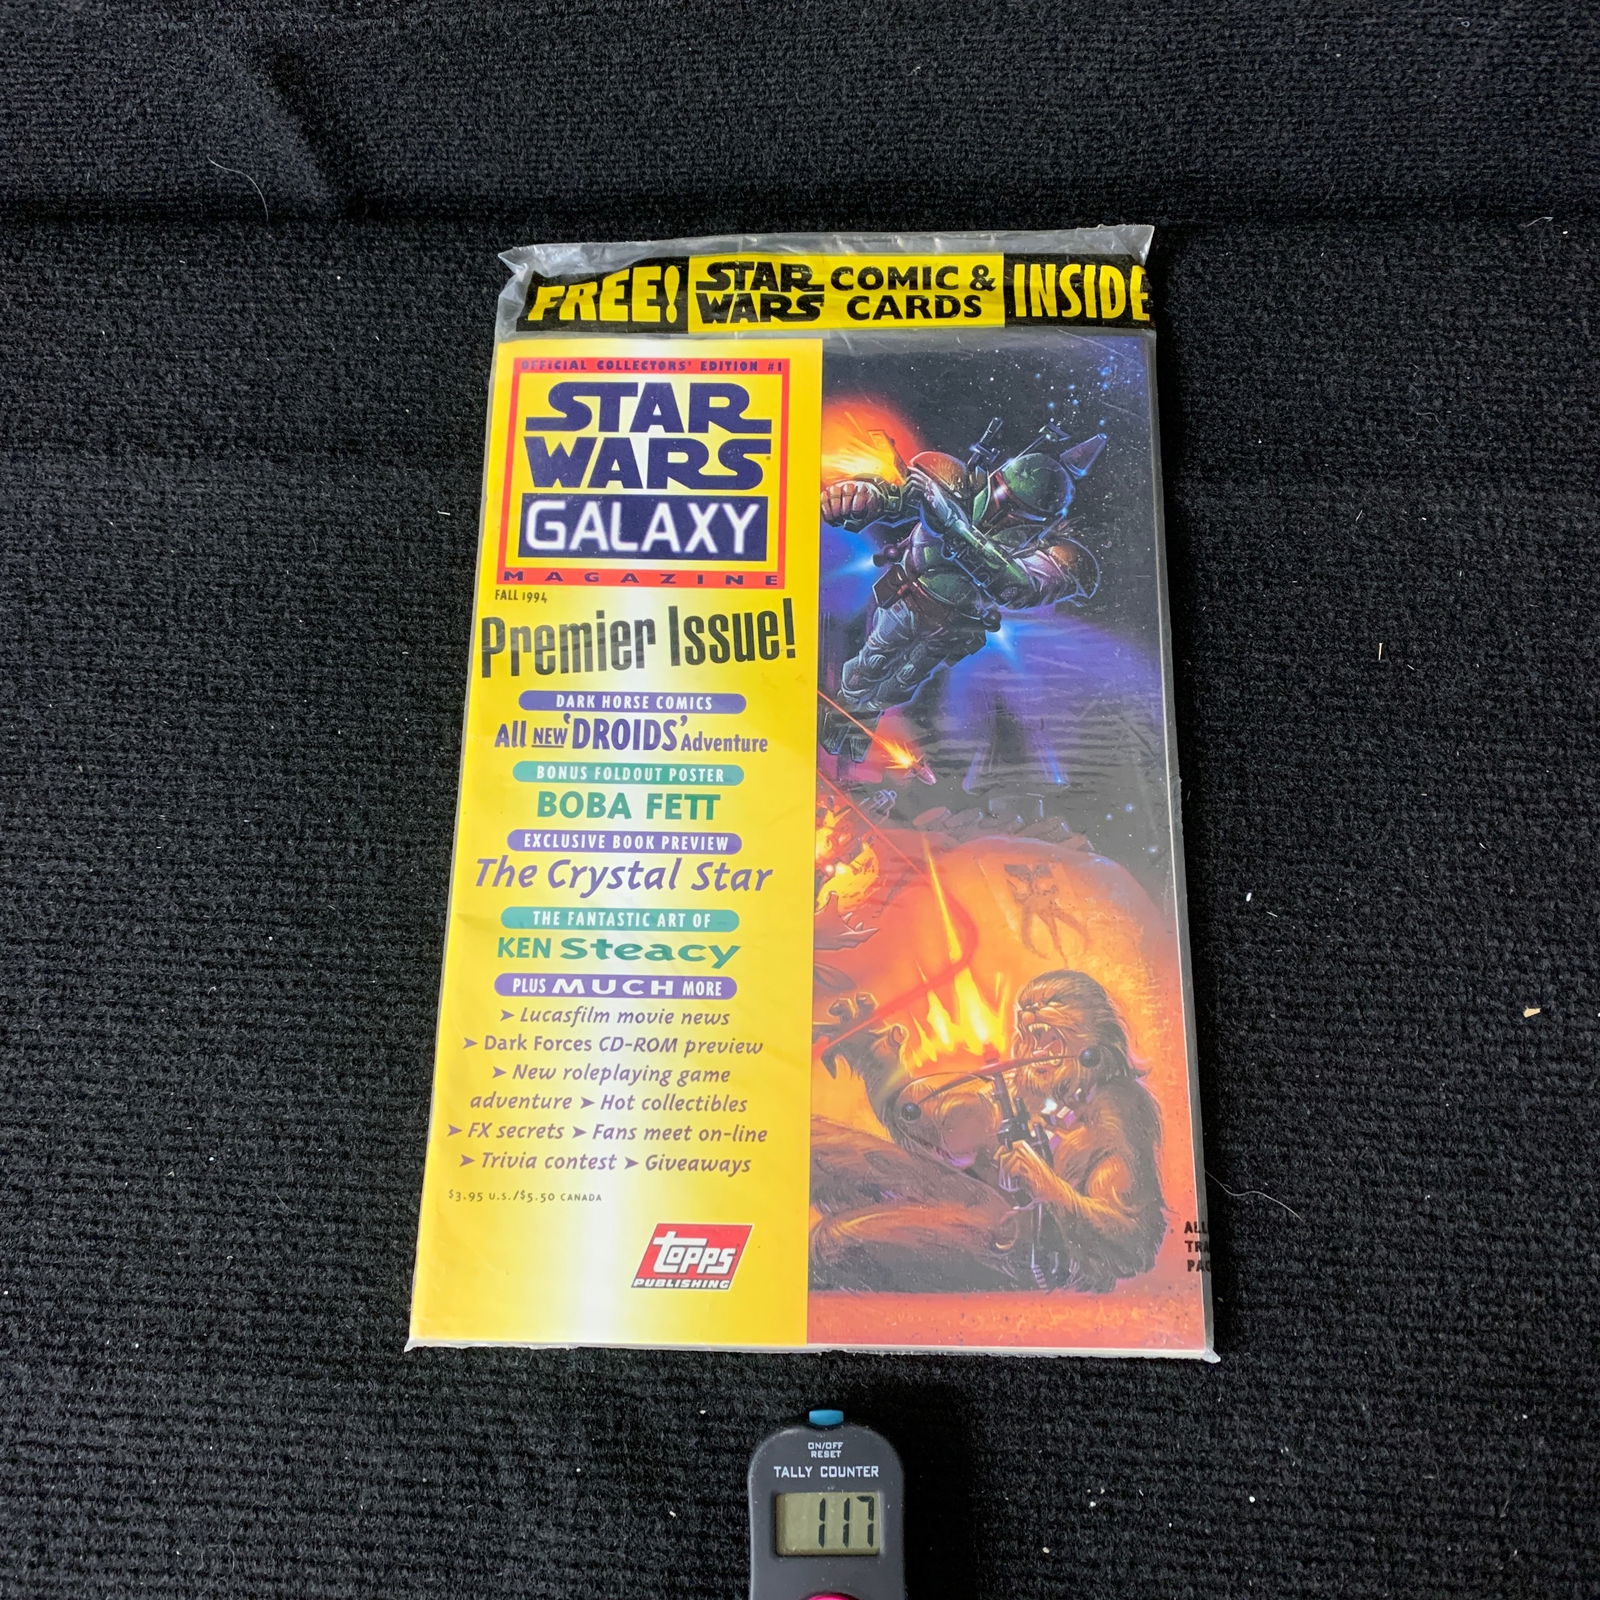 FREE! STAR WARS COMIC & CARDS INSIDE
OFFICIAL COLLECTORS' EDITION #1
STAR
WARS
GALAXY
MAGAZINE
FALL 1994
Premier Issue!
DARK HORSE COMICS
All NEW 'DROIDS' Adventure
BONUS FOLDOUT POSTER
BOBA FETT
EXCLUSIVE BOOK PREVIEW
The Crystal Star
THE FANTASTIC ART OF
KEN Steacy
PLUS MUCH MORE
➤ Lucasfilm movie news
➤ Dark Forces CD-ROM preview
➤ New roleplaying game
adventure ➤ Hot collectibles
➤ FX secrets ➤ Fans meet on-line
➤ Trivia contest ➤ Giveaways
$3.95 U.S./$5.50 CANADA
topps
PUBLISHING
ALL
ON/OFF
RESET
TALLY COUNTER
117